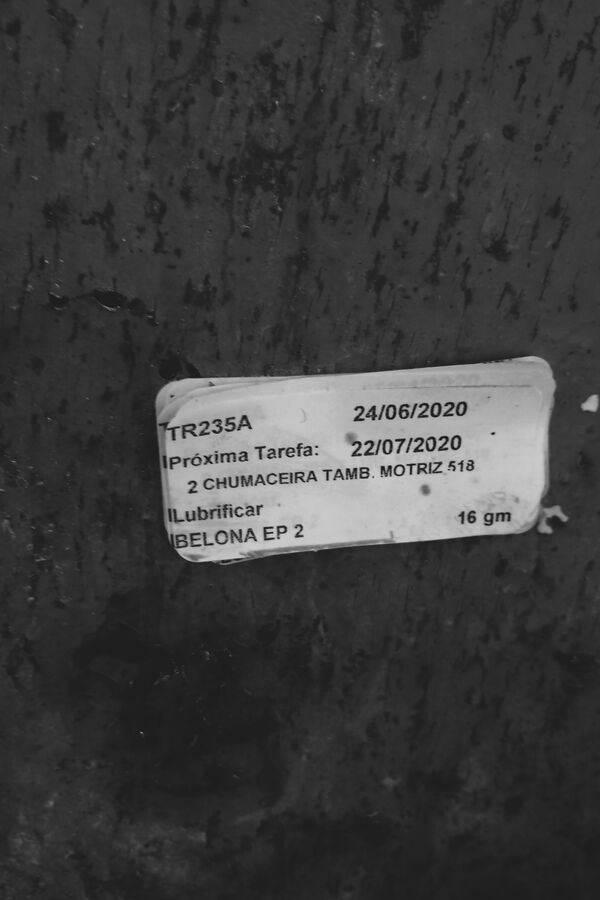 TR235A 24/06/2020
Próxima Tarefa: 22/07/2020
2 CHUMACEIRA TAMB. MOTRIZ 518
Lubrificar
BELONA EP 2 16 gm